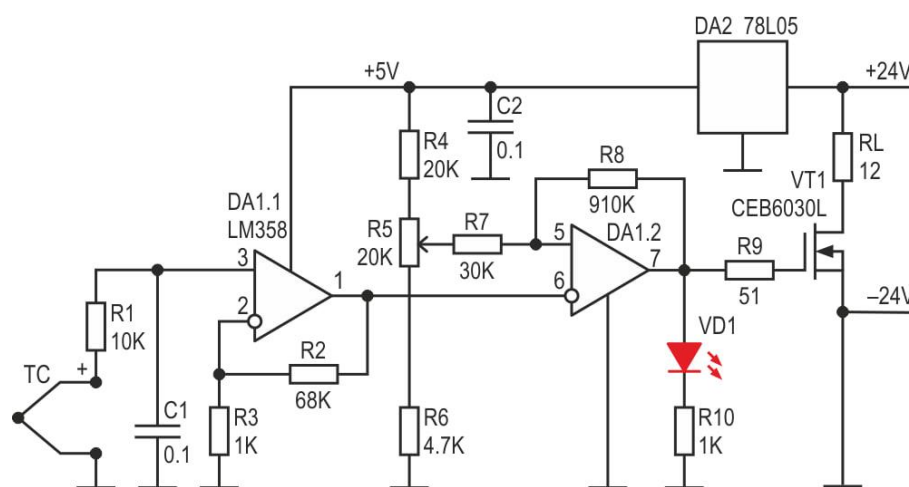 DA2 78L05
+5V
+24V
C2
0.1
R4
20K
RL
12
R8
910K
VT1
CEB6030L
DA1.1
LM358
R5
20K
R7
30K
5
DA1.2
7
6
R9
51
3
1
2
R1
10K
–24V
R2
68K
VD1
TC
+
C1
0.1
R3
1K
R6
4.7K
R10
1K